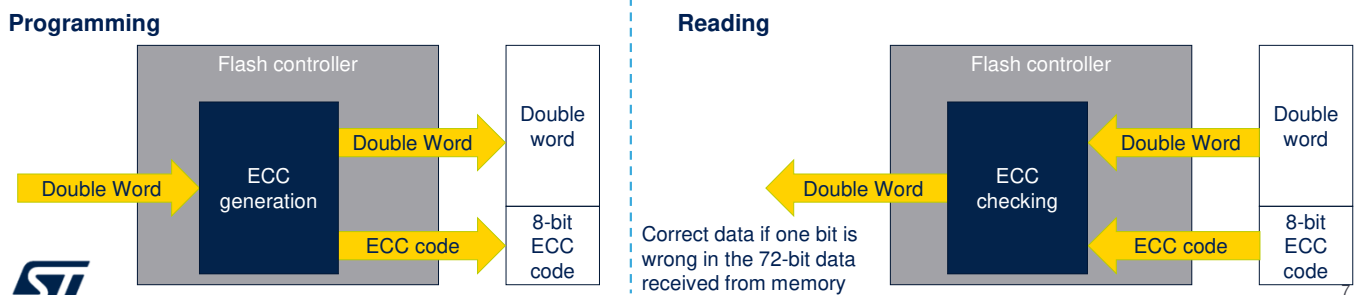 Programming
Flash controller
Double Word
ECC
generation
Double Word
ECC code
Double
word
8-bit
ECC
code
ST
Reading
Flash controller
Double Word
ECC
checking
Double Word
ECC code
Double
word
8-bit
ECC
code
Correct data if one bit is
wrong in the 72-bit data
received from memory
7